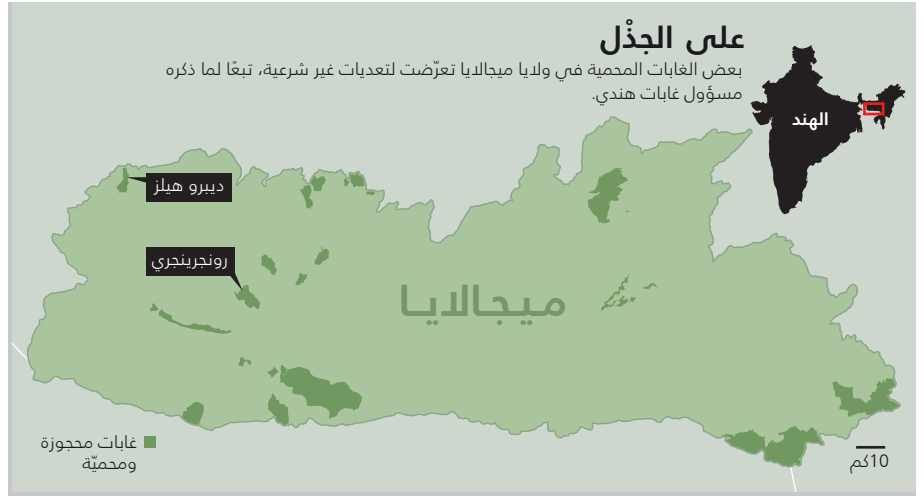 على الجذْل
بعض الغابات المحمية في ولايا ميجالايا تعرّضت لتعديات غير شرعية، تبعًا لما ذكره
مسؤول غابات هندي.
الهند
ديبرو هيلز
رونجرينجري
ميجالايا
غابات محجوزة
ومحميّة
10كم